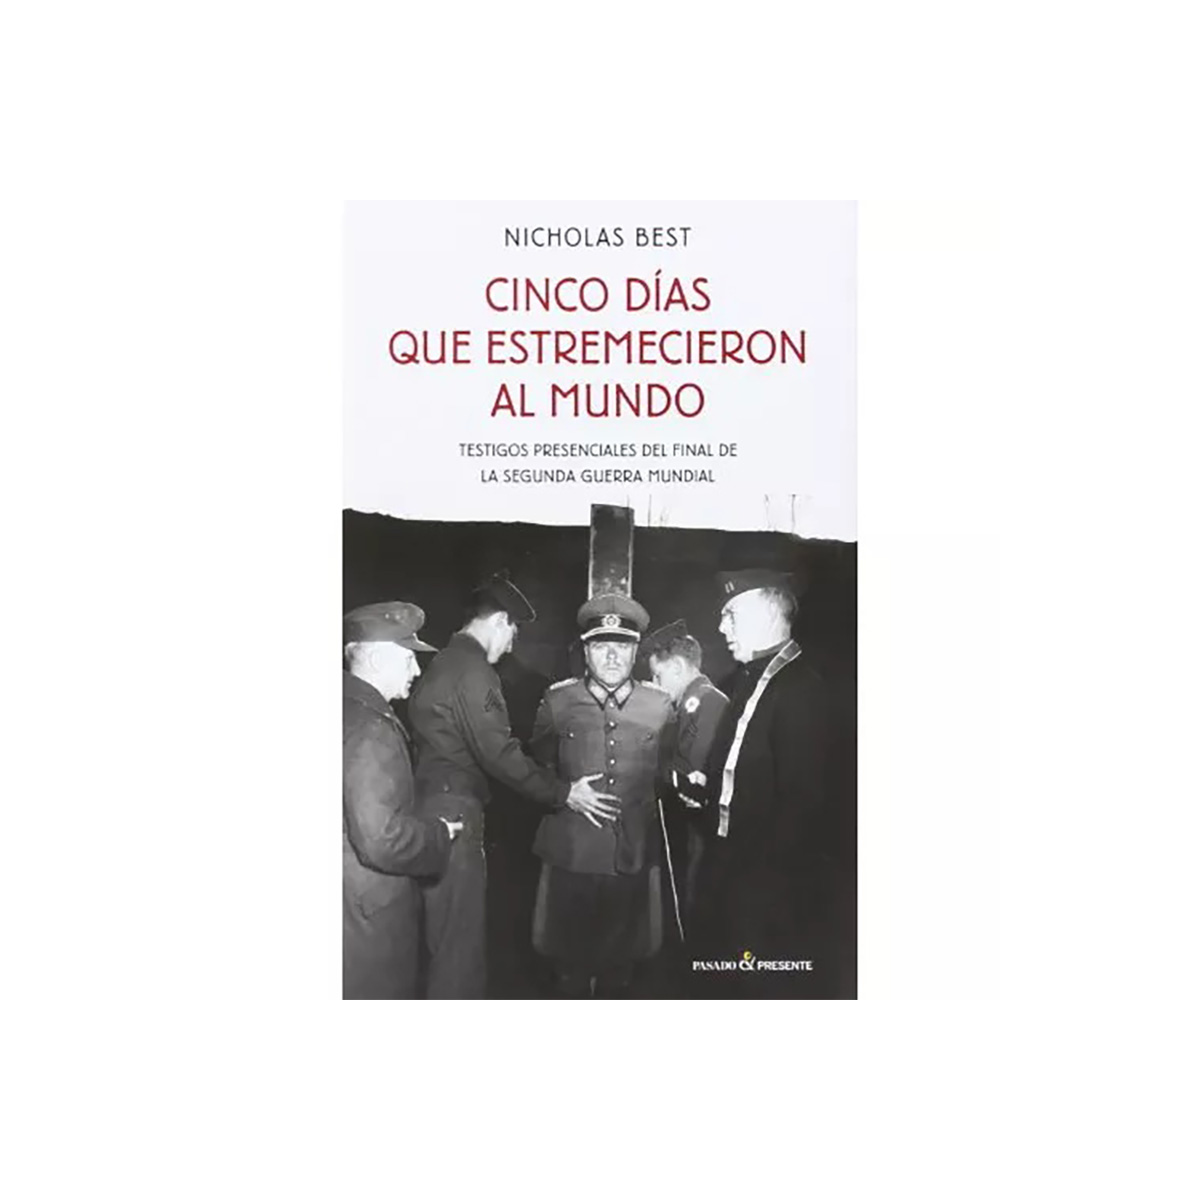 NICHOLAS BEST
CINCO DÍAS
QUE ESTREMECIERON
AL MUNDO
TESTIGOS PRESENCIALES DEL FINAL DE
LA SEGUNDA GUERRA MUNDIAL
PASADO & PRESENTE